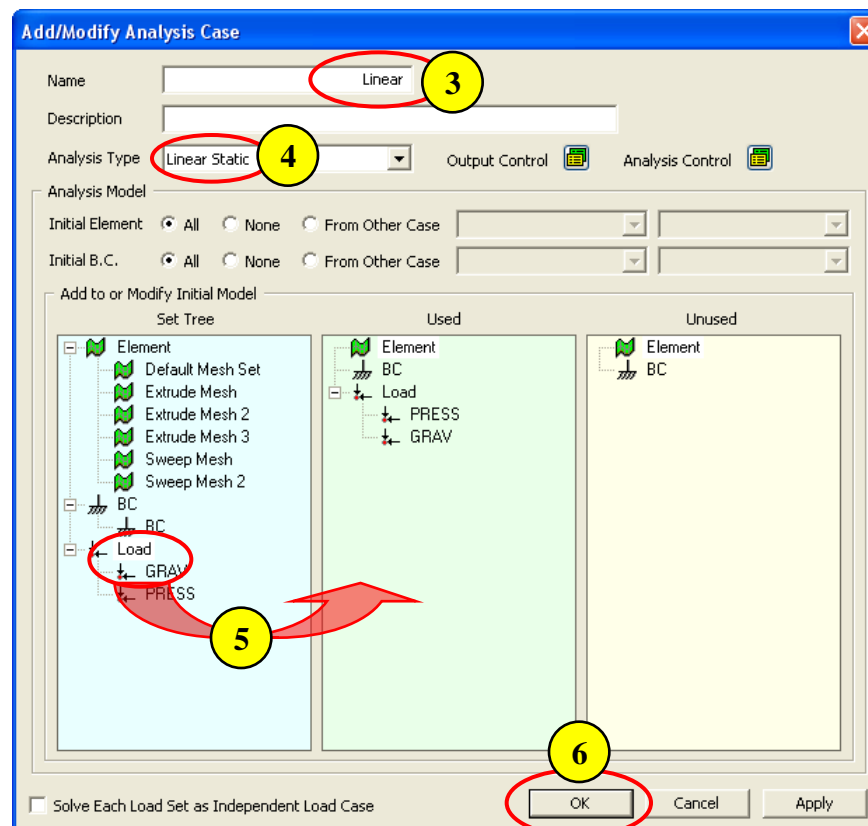 Add/Modify Analysis Case
Name Linear 3
Description
Analysis Type Linear Static 4 Output Control Analysis Control
Analysis Model
Initial Element All None From Other Case
Initial B.C. All None From Other Case
Add to or Modify Initial Model
Set Tree Used Unused
Element Element Element
Default Mesh Set BC BC
Extrude Mesh Load
Extrude Mesh 2 PRESS
Extrude Mesh 3 GRAV
Sweep Mesh
Sweep Mesh 2
BC
BC
Load
GRAV
PRESS
5
6
Solve Each Load Set as Independent Load Case OK Cancel Apply